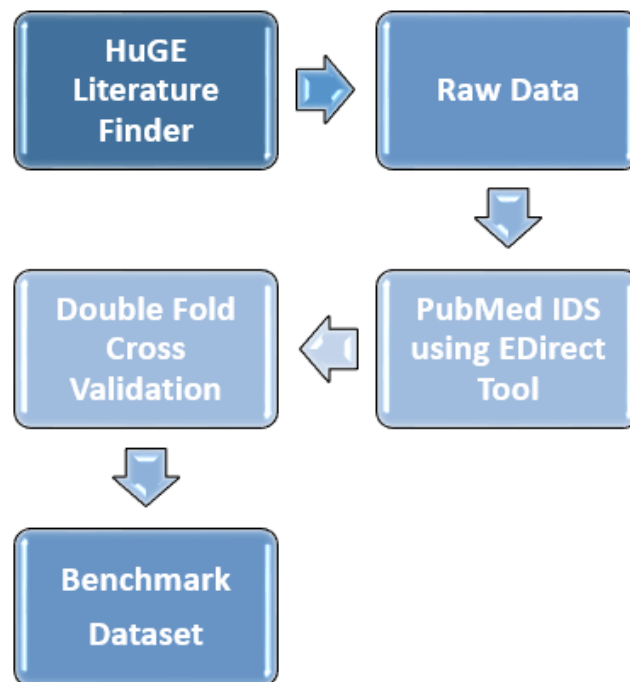 HuGE
Literature
Finder
Raw Data
PubMed IDS
using EDirect
Tool
Double Fold
Cross
Validation
Benchmark
Dataset